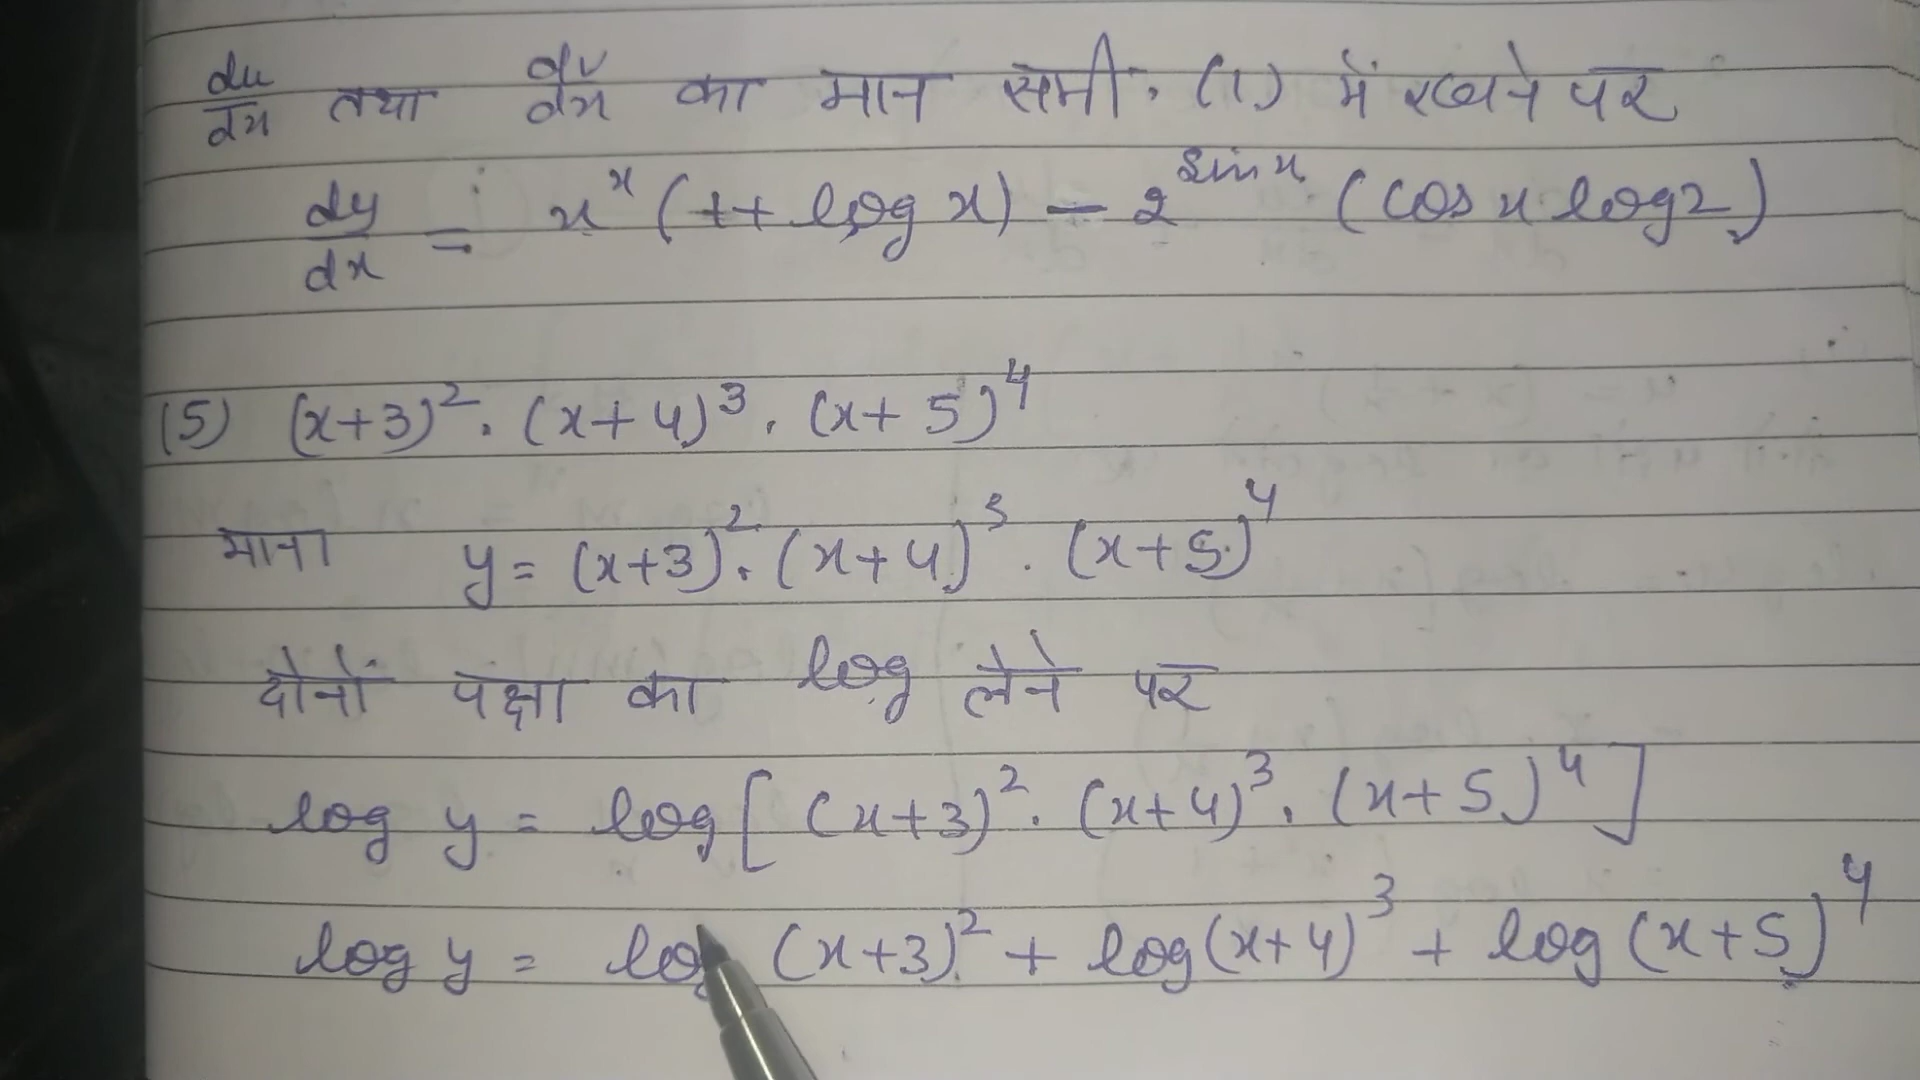 du/dx तथा dv/dx का मान समी. (1) में रखने पर
dy/dx = x^x (1+ log x) - 2^sin x (cos x log 2)
(5) (x+3)^2 . (x+4)^3 . (x+5)^4
माना y = (x+3)^2 . (x+4)^3 . (x+5)^4
दोनों पक्षा का log लेने पर
log y = log [ (x+3)^2 . (x+4)^3 . (x+5)^4 ]
log y = log (x+3)^2 + log (x+4)^3 + log (x+5)^4